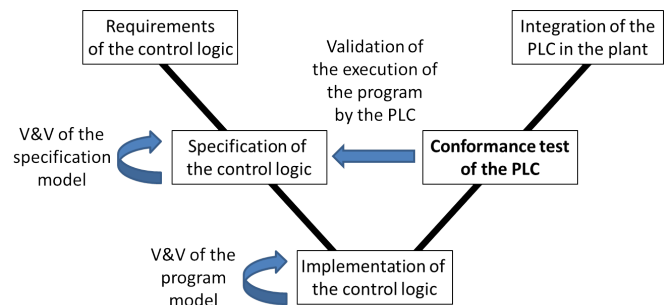 Requirements
of the control logic
Integration of the
PLC in the plant
Validation of
the execution of
the program
by the PLC
V&V of the
specification
model
Specification of
the control logic
Conformance test
of the PLC
V&V of the
program
model
Implementation of
the control logic